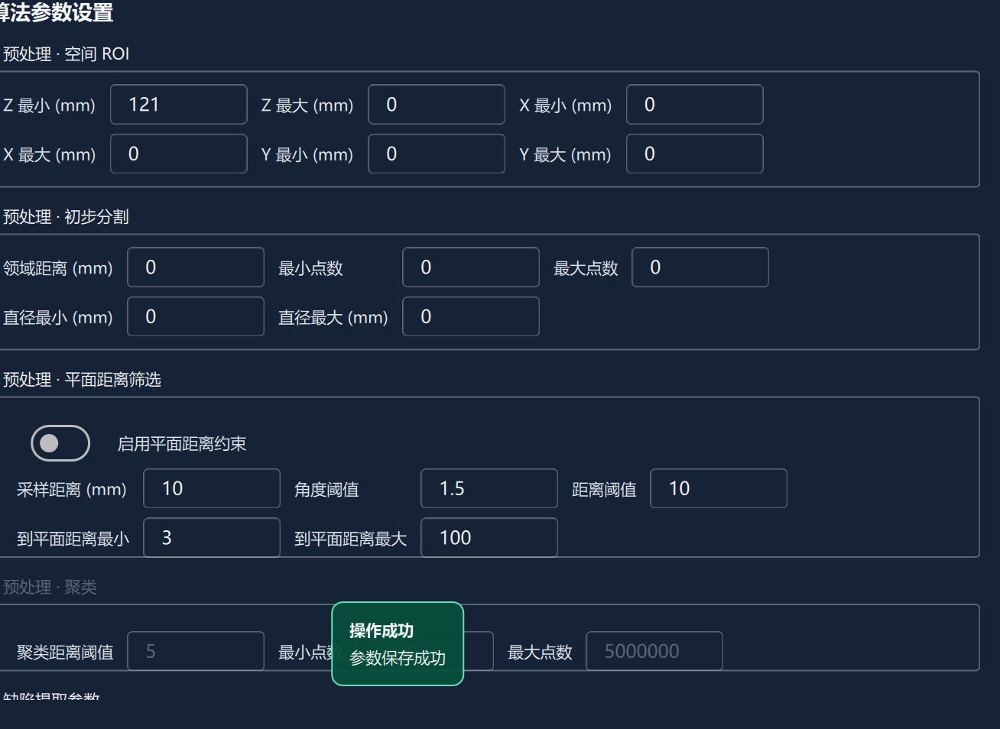 算法参数设置
预处理 · 空间 ROI
Z 最小 (mm) 121 Z 最大 (mm) 0 X 最小 (mm) 0
X 最大 (mm) 0 Y 最小 (mm) 0 Y 最大 (mm) 0
预处理 · 初步分割
领域距离 (mm) 0 最小点数 0 最大点数 0
直径最小 (mm) 0 直径最大 (mm) 0
预处理 · 平面距离筛选
启用平面距离约束
采样距离 (mm) 10 角度阈值 1.5 距离阈值 10
到平面距离最小 3 到平面距离最大 100
预处理 · 聚类
操作成功
参数保存成功
聚类距离阈值 5 最小点数 最大点数 5000000
缺陷提取参数